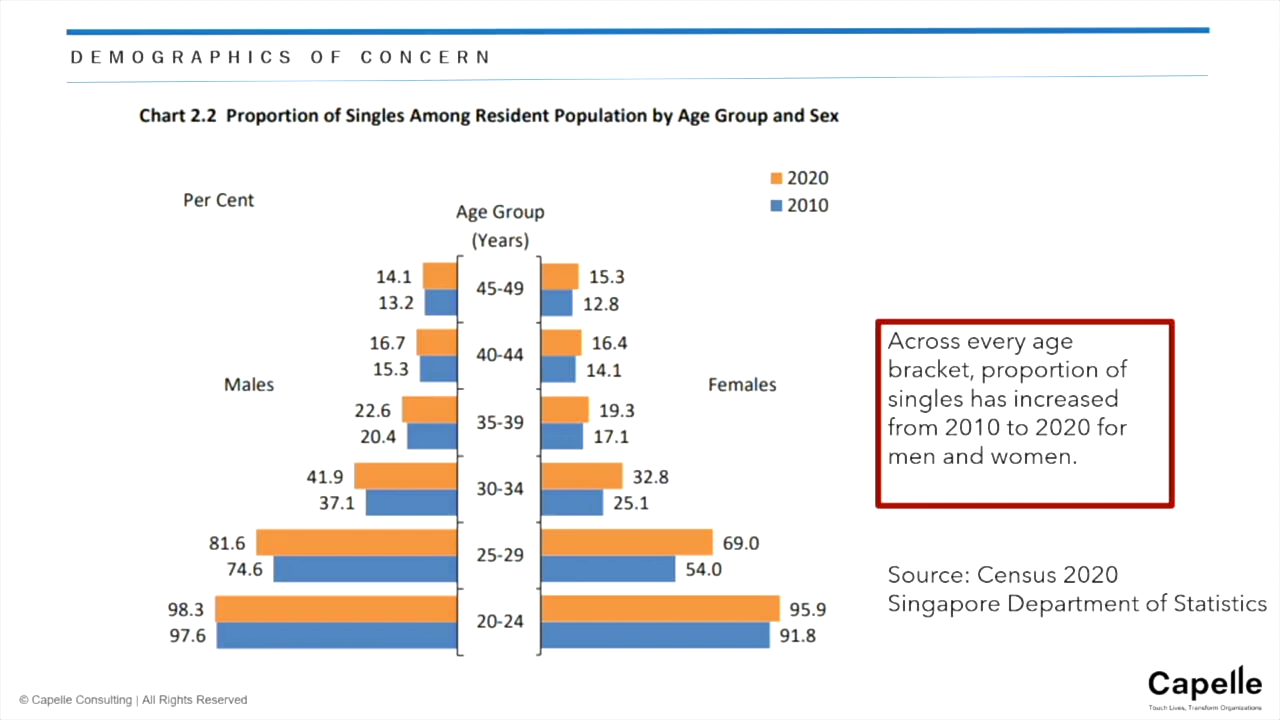 DEMOGRAPHICS OF CONCERN
Chart 2.2 Proportion of Singles Among Resident Population by Age Group and Sex
Per Cent
2020
2010
Age Group
(Years)
14.1
13.2
45-49
15.3
12.8
16.7
15.3
40-44
16.4
14.1
Males
Females
22.6
20.4
35-39
19.3
17.1
41.9
37.1
30-34
32.8
25.1
81.6
74.6
25-29
69.0
54.0
98.3
97.6
20-24
95.9
91.8
Across every age
bracket, proportion of
singles has increased
from 2010 to 2020 for
men and women.
Source: Census 2020
Singapore Department of Statistics
© Capelle Consulting | All Rights Reserved
Capelle
Touch Lives, Transform Organisations